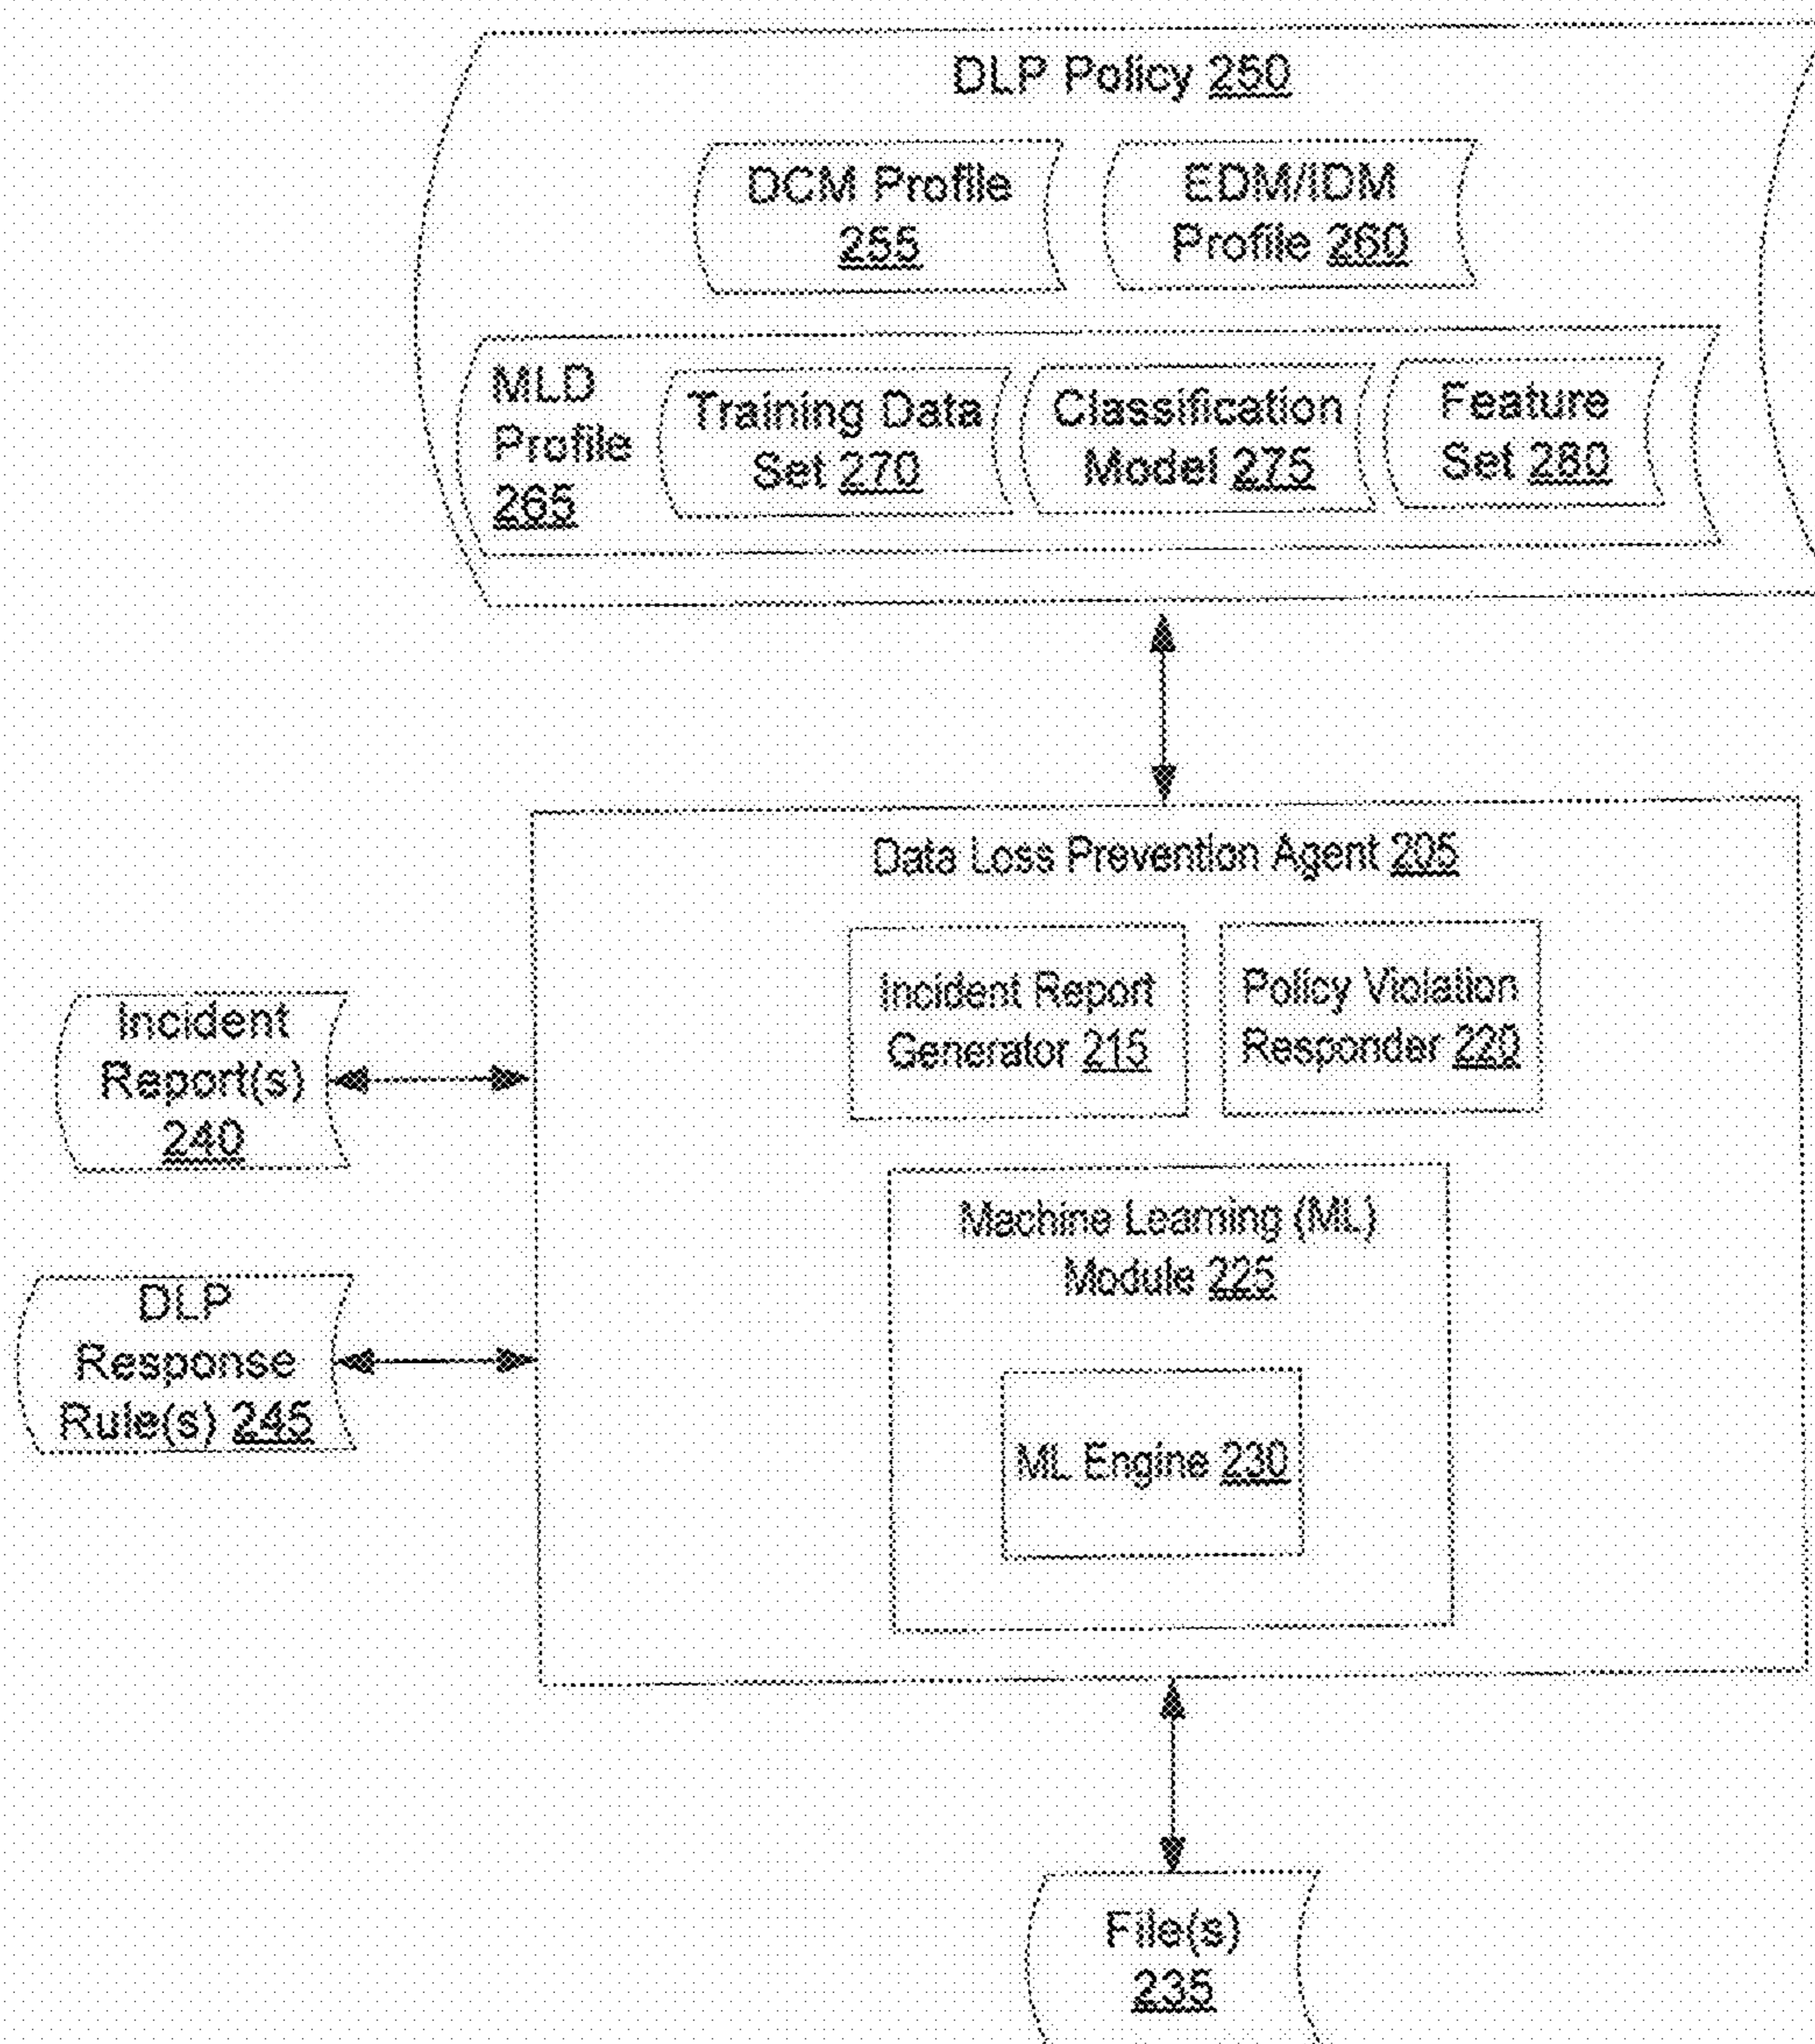 DLP Policy 250
DCM Profile
255
EDM/IDM
Profile 260
MLD
Profile
265
Training Data
Set 270
Classification
Model 275
Feature
Set 280
Data Loss Prevention Agent 205
Incident Report
Generator 215
Policy Violation
Responder 220
Incident
Report(s)
240
Machine Learning (ML)
Module 225
DLP
Response
Rule(s) 245
ML Engine 230
File(s)
235